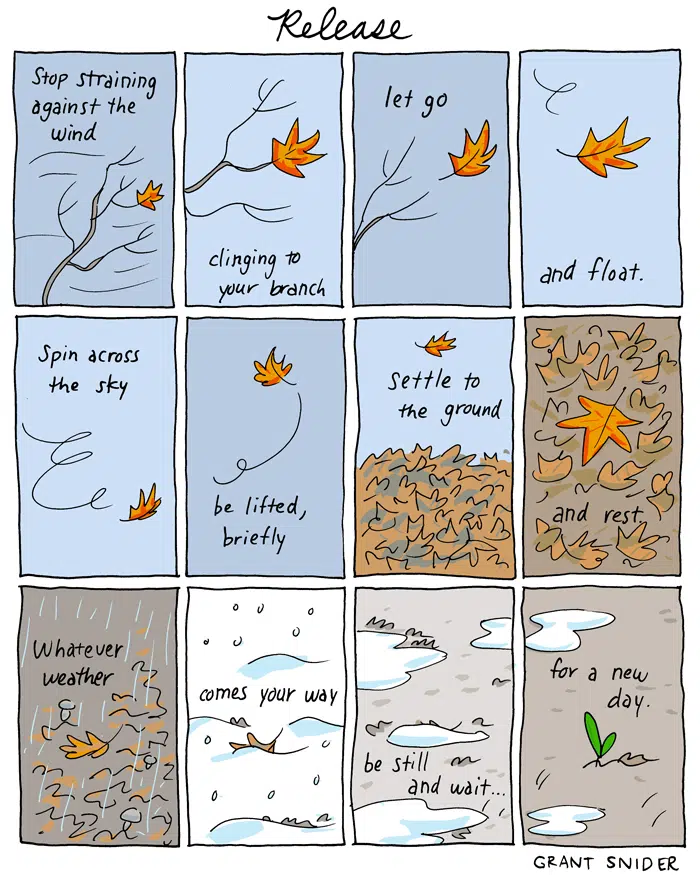 Release
Stop straining
against the
wind
clinging to
your branch
let go
and float.
Spin across
the sky
be lifted,
briefly
Settle to
the ground
and rest.
Whatever
weather
comes your way
be still
and wait...
for a new
day.
GRANT SNIDER